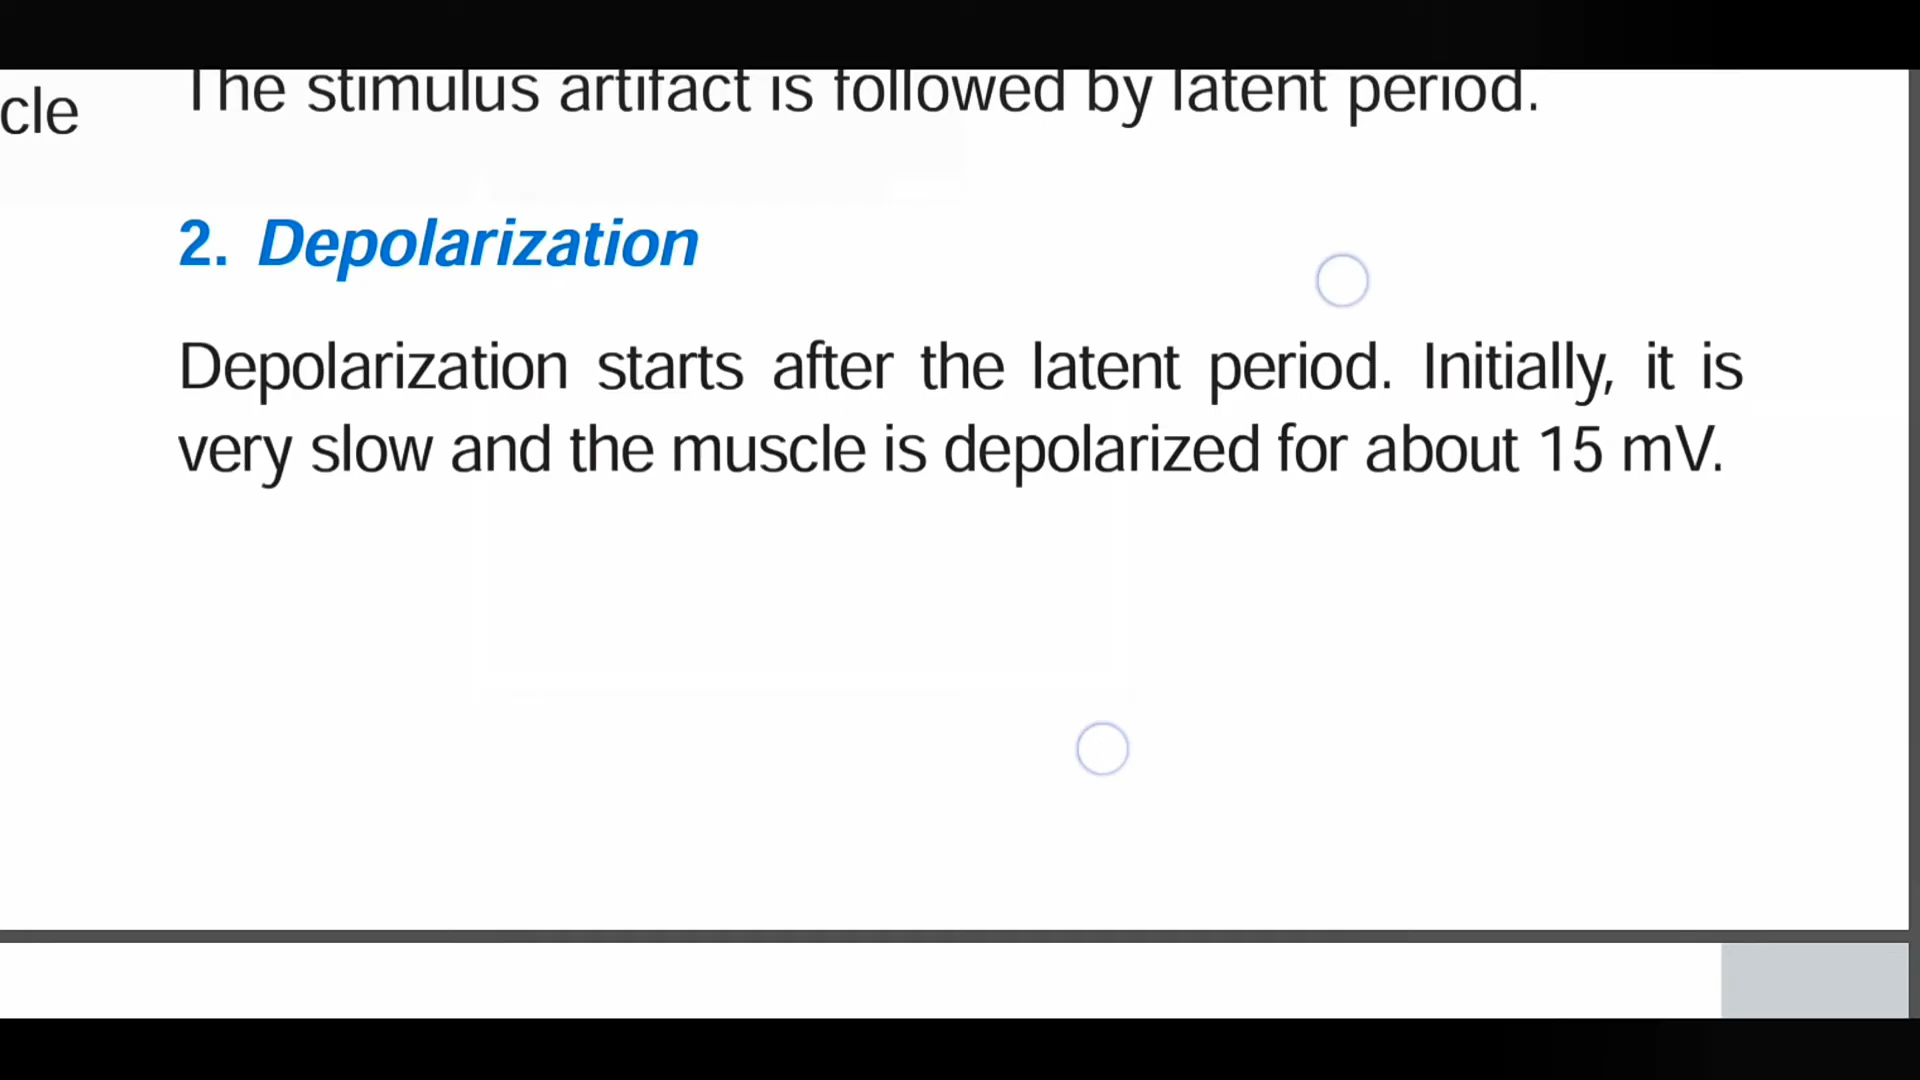 The stimulus artifact is followed by latent period.
cle
2. Depolarization
Depolarization starts after the latent period. Initially, it is
very slow and the muscle is depolarized for about 15 mV.